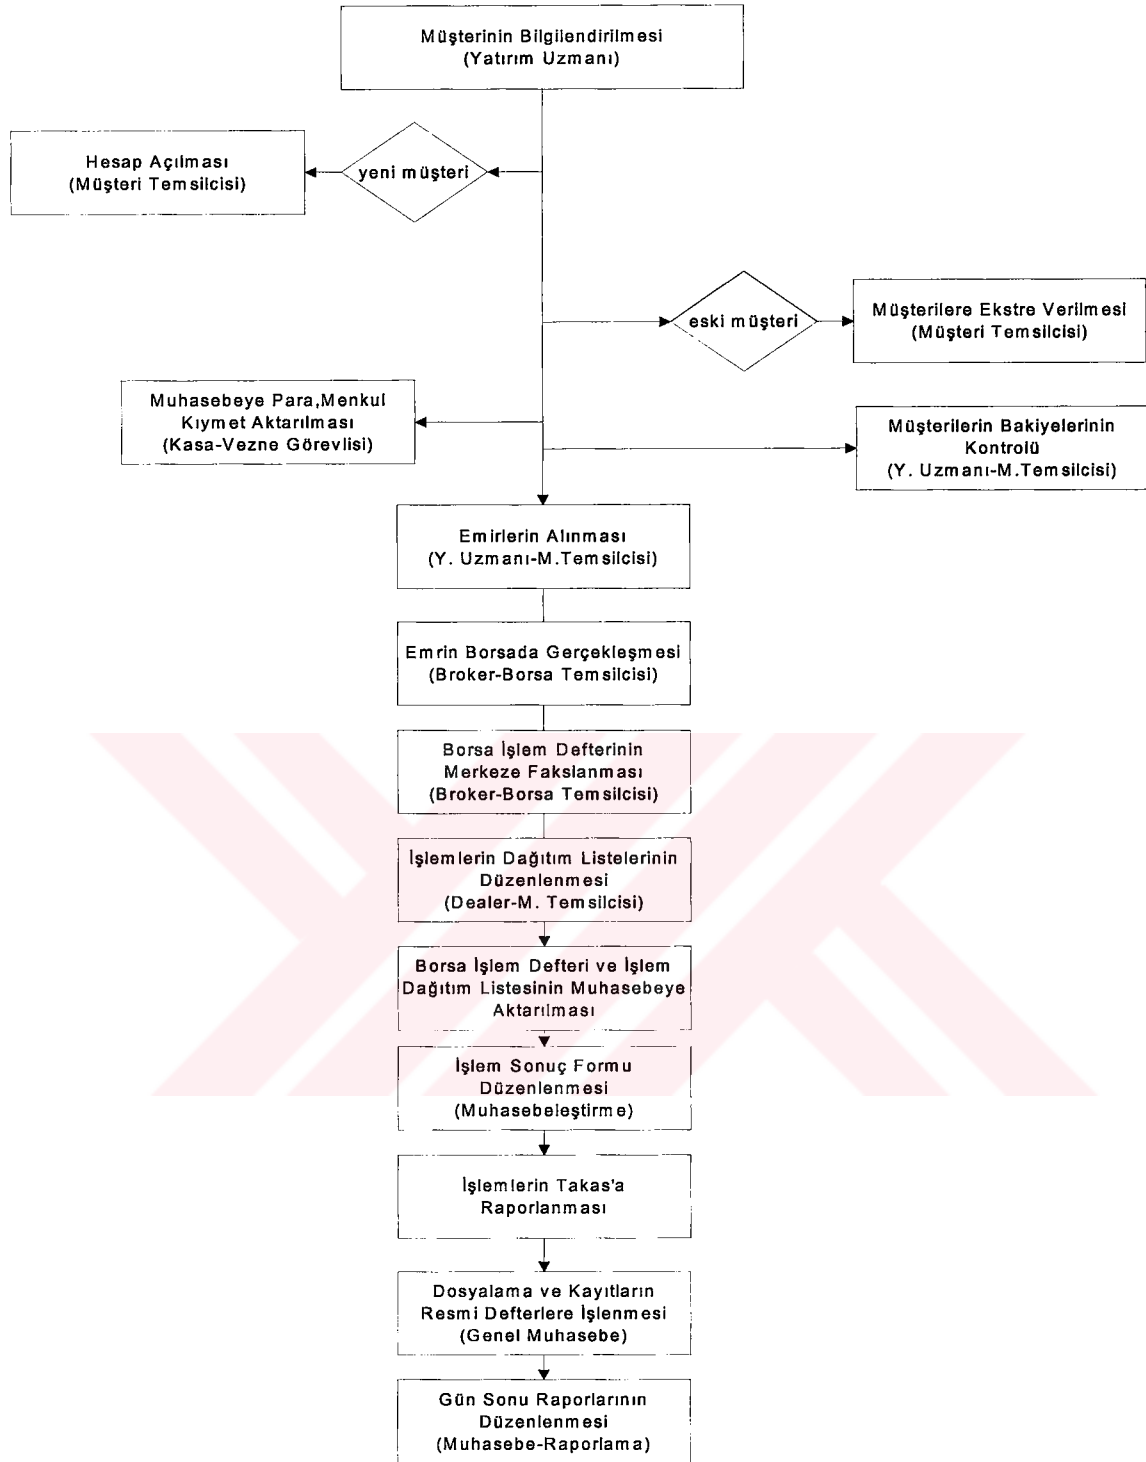 Müşterinin Bilgilendirilmesi
(Yatırım Uzmanı)
Hesap Açılması
(Müşteri Temsilcisi)
yeni müşteri
eski müşteri
Müşterilere Ekstre Verilmesi
(Müşteri Temsilcisi)
Muhasebeye Para,Menkul
Kıymet Aktarılması
(Kasa-Vezne Görevlisi)
Müşterilerin Bakiyelerinin
Kontrolü
(Y. Uzmanı-M.Temsilcisi)
Emirlerin Alınması
(Y. Uzmanı-M.Temsilcisi)
Emrin Borsada Gerçekleşmesi
(Broker-Borsa Temsilcisi)
Borsa İşlem Defterinin
Merkeze Fakslanması
(Broker-Borsa Temsilcisi)
İşlemlerin Dağıtım Listelerinin
Düzenlenmesi
(Dealer-M. Temsilcisi)
Borsa İşlem Defteri ve İşlem
Dağıtım Listesinin Muhasebeye
Aktarılması
İşlem Sonuç Formu
Düzenlenmesi
(Muhasebeleştirme)
İşlemlerin Takas'a
Raporlanması
Dosyalama ve Kayıtların
Resmi Defterlere İşlenmesi
(Genel Muhasebe)
Gün Sonu Raporlarının
Düzenlenmesi
(Muhasebe-Raporlama)